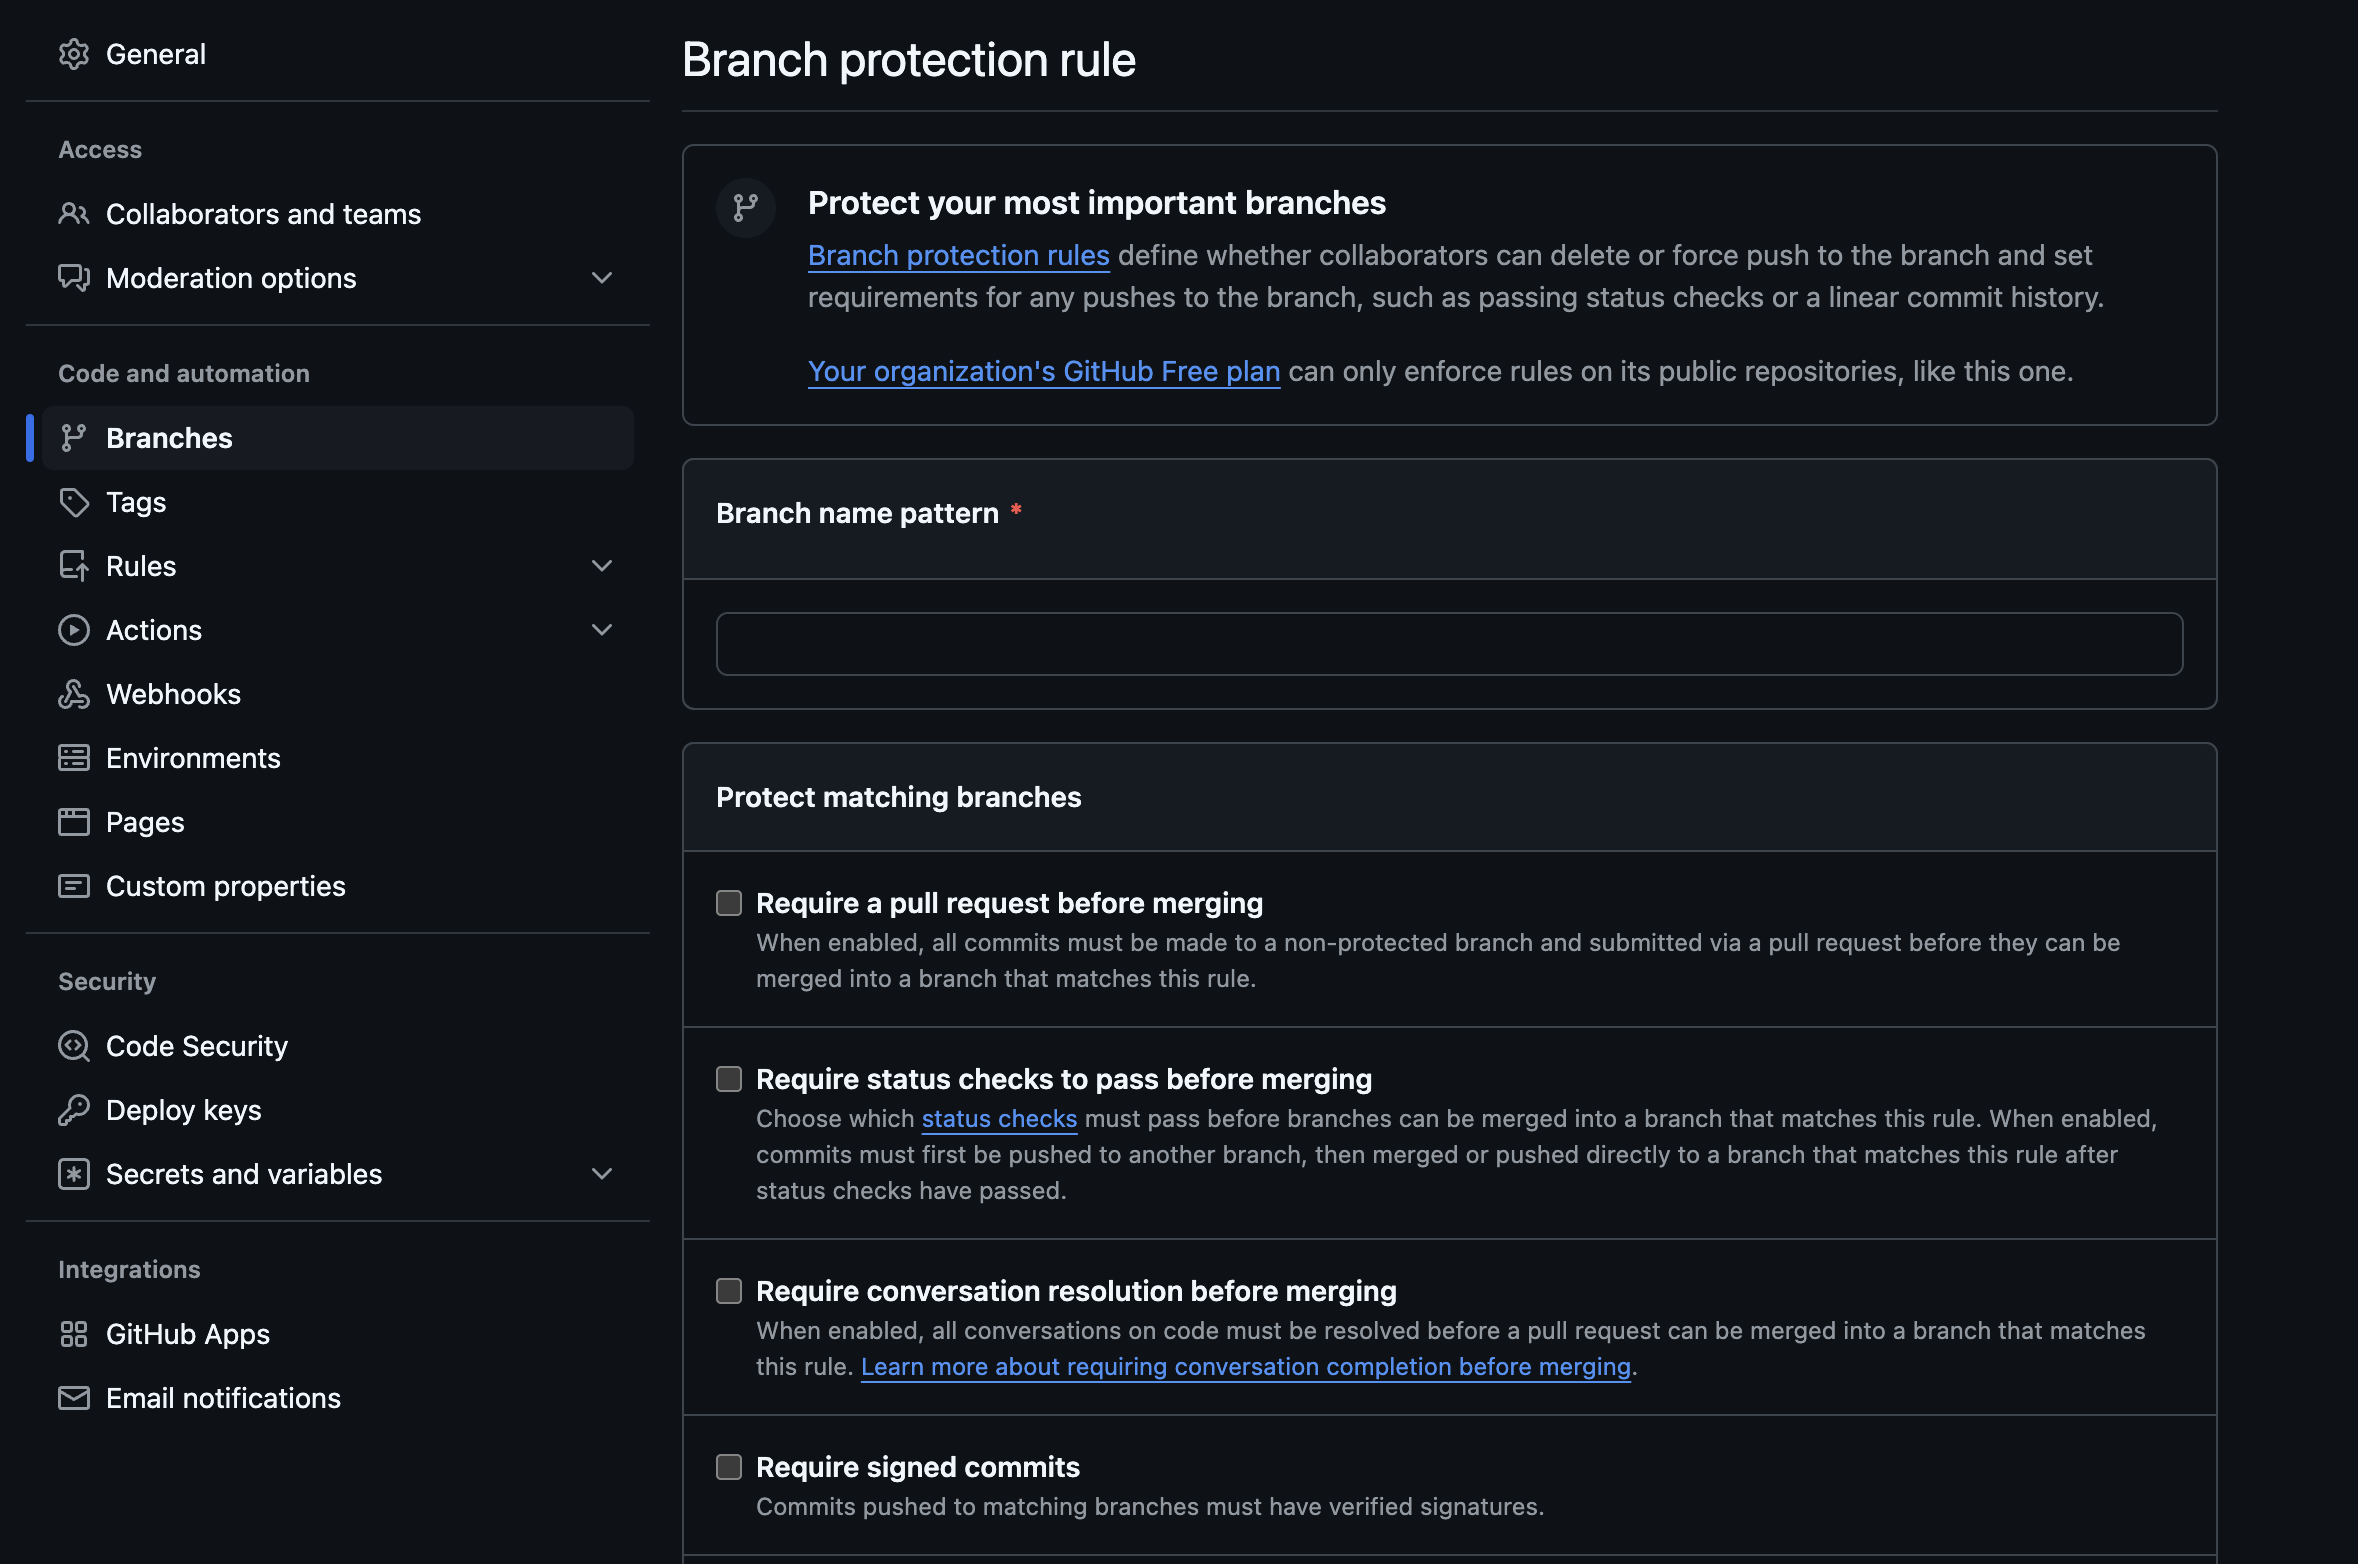 General
Access
Collaborators and teams
Moderation options
Code and automation
Branches
Tags
Rules
Actions
Webhooks
Environments
Pages
Custom properties
Security
Code Security
Deploy keys
Secrets and variables
Integrations
GitHub Apps
Email notifications
Branch protection rule
Protect your most important branches
Branch protection rules define whether collaborators can delete or force push to the branch and set
requirements for any pushes to the branch, such as passing status checks or a linear commit history.
Your organization's GitHub Free plan can only enforce rules on its public repositories, like this one.
Branch name pattern *
Protect matching branches
Require a pull request before merging
When enabled, all commits must be made to a non-protected branch and submitted via a pull request before they can be
merged into a branch that matches this rule.
Require status checks to pass before merging
Choose which status checks must pass before branches can be merged into a branch that matches this rule. When enabled,
commits must first be pushed to another branch, then merged or pushed directly to a branch that matches this rule after
status checks have passed.
Require conversation resolution before merging
When enabled, all conversations on code must be resolved before a pull request can be merged into a branch that matches
this rule. Learn more about requiring conversation completion before merging.
Require signed commits
Commits pushed to matching branches must have verified signatures.